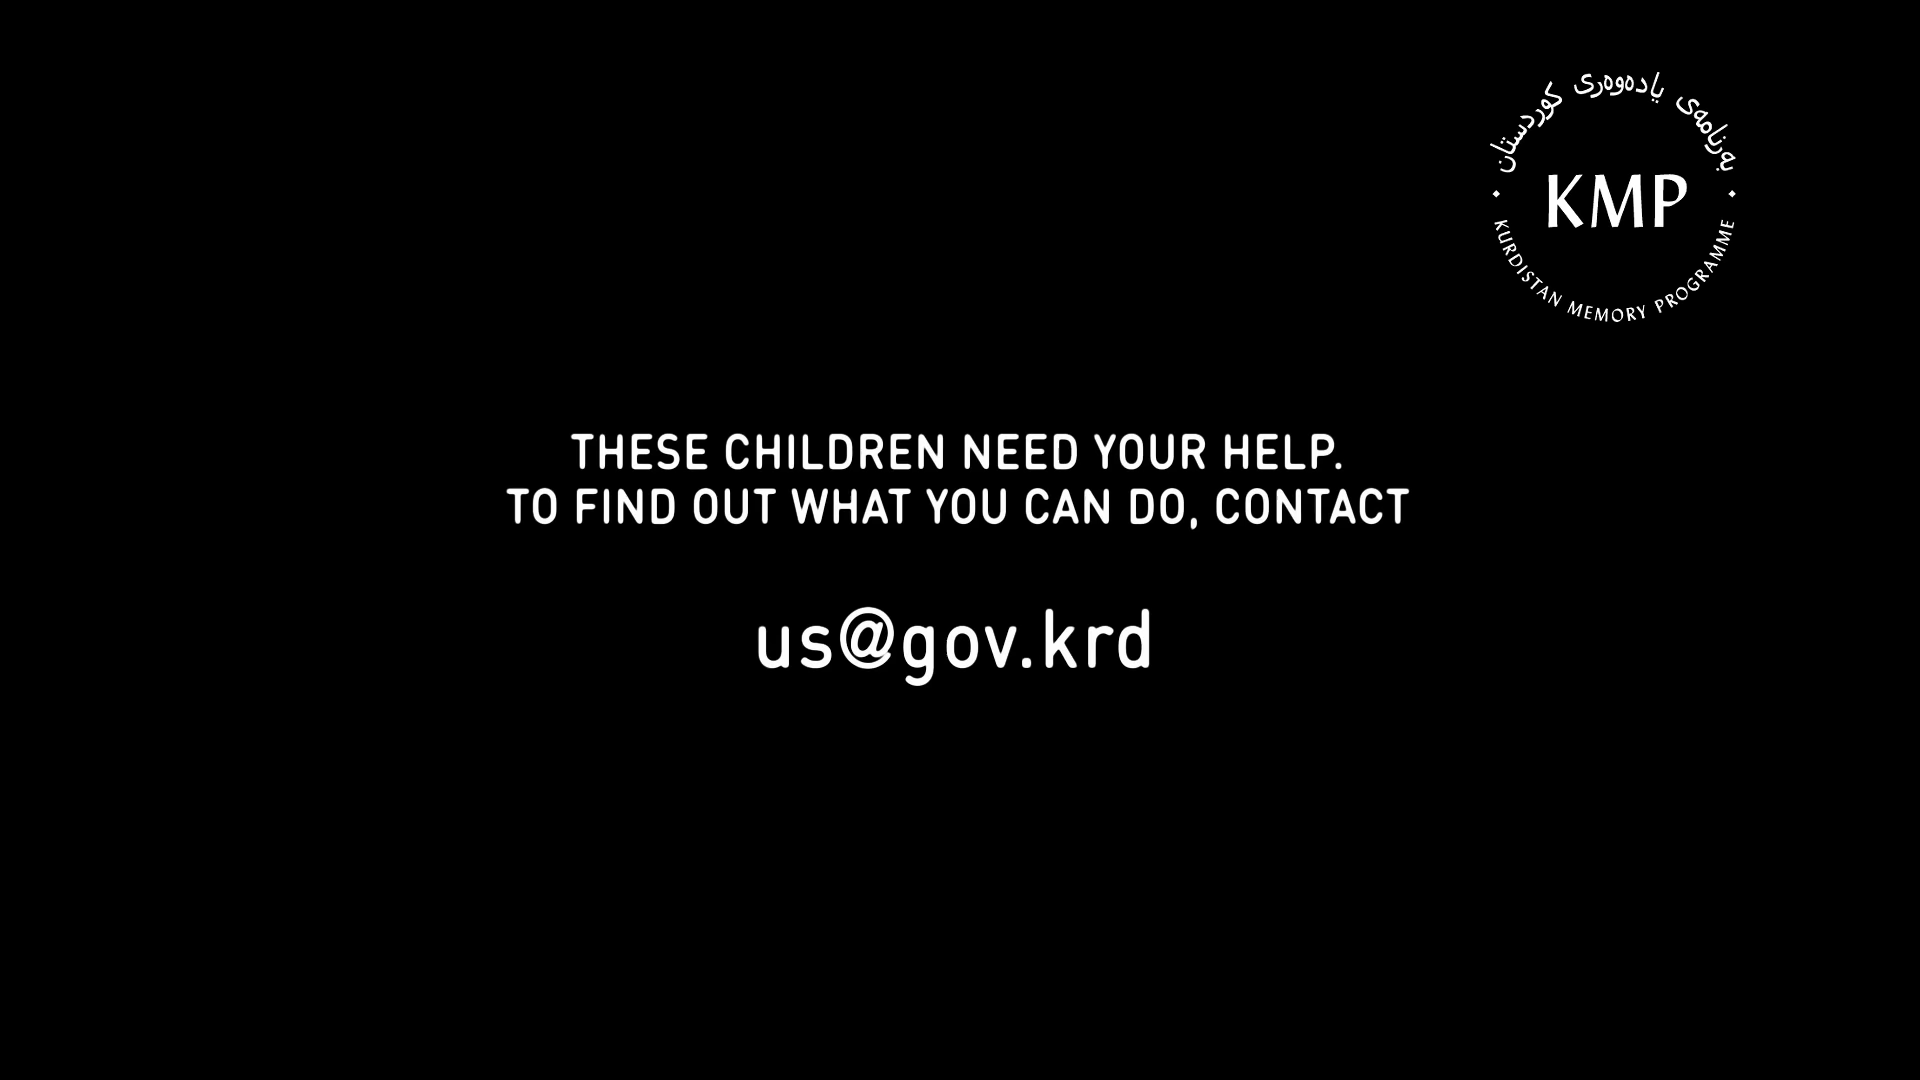 بەرنامەی یادەوەری کوردستان
KMP
KURDISTAN MEMORY PROGRAMME
THESE CHILDREN NEED YOUR HELP.
TO FIND OUT WHAT YOU CAN DO, CONTACT
us@gov.krd